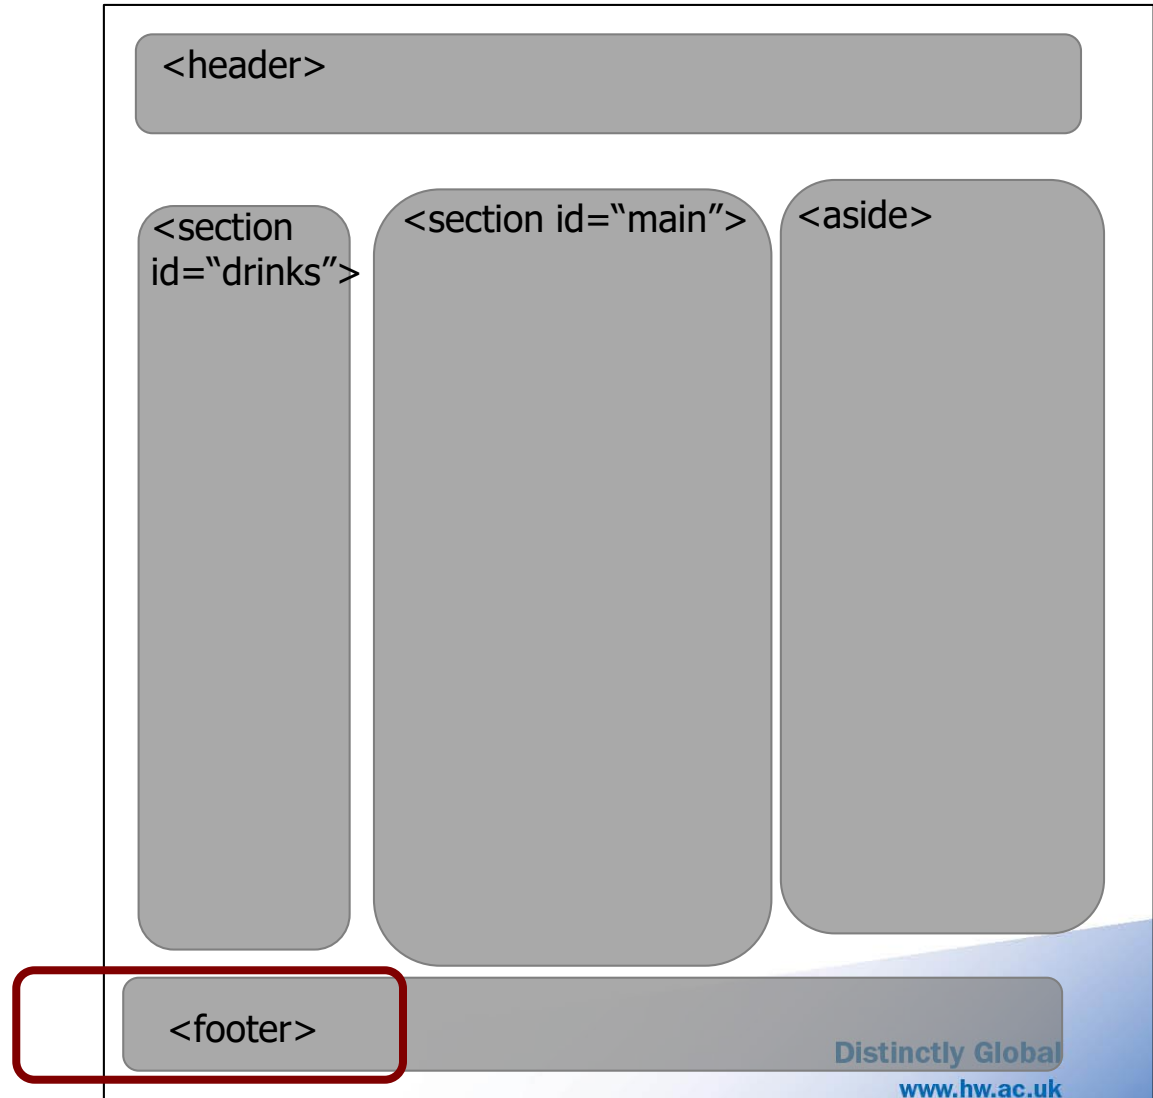 <header>
<section
id=“drinks”>
<section id=“main”>
<aside>
<footer>
Distinctly Global
www.hw.ac.uk